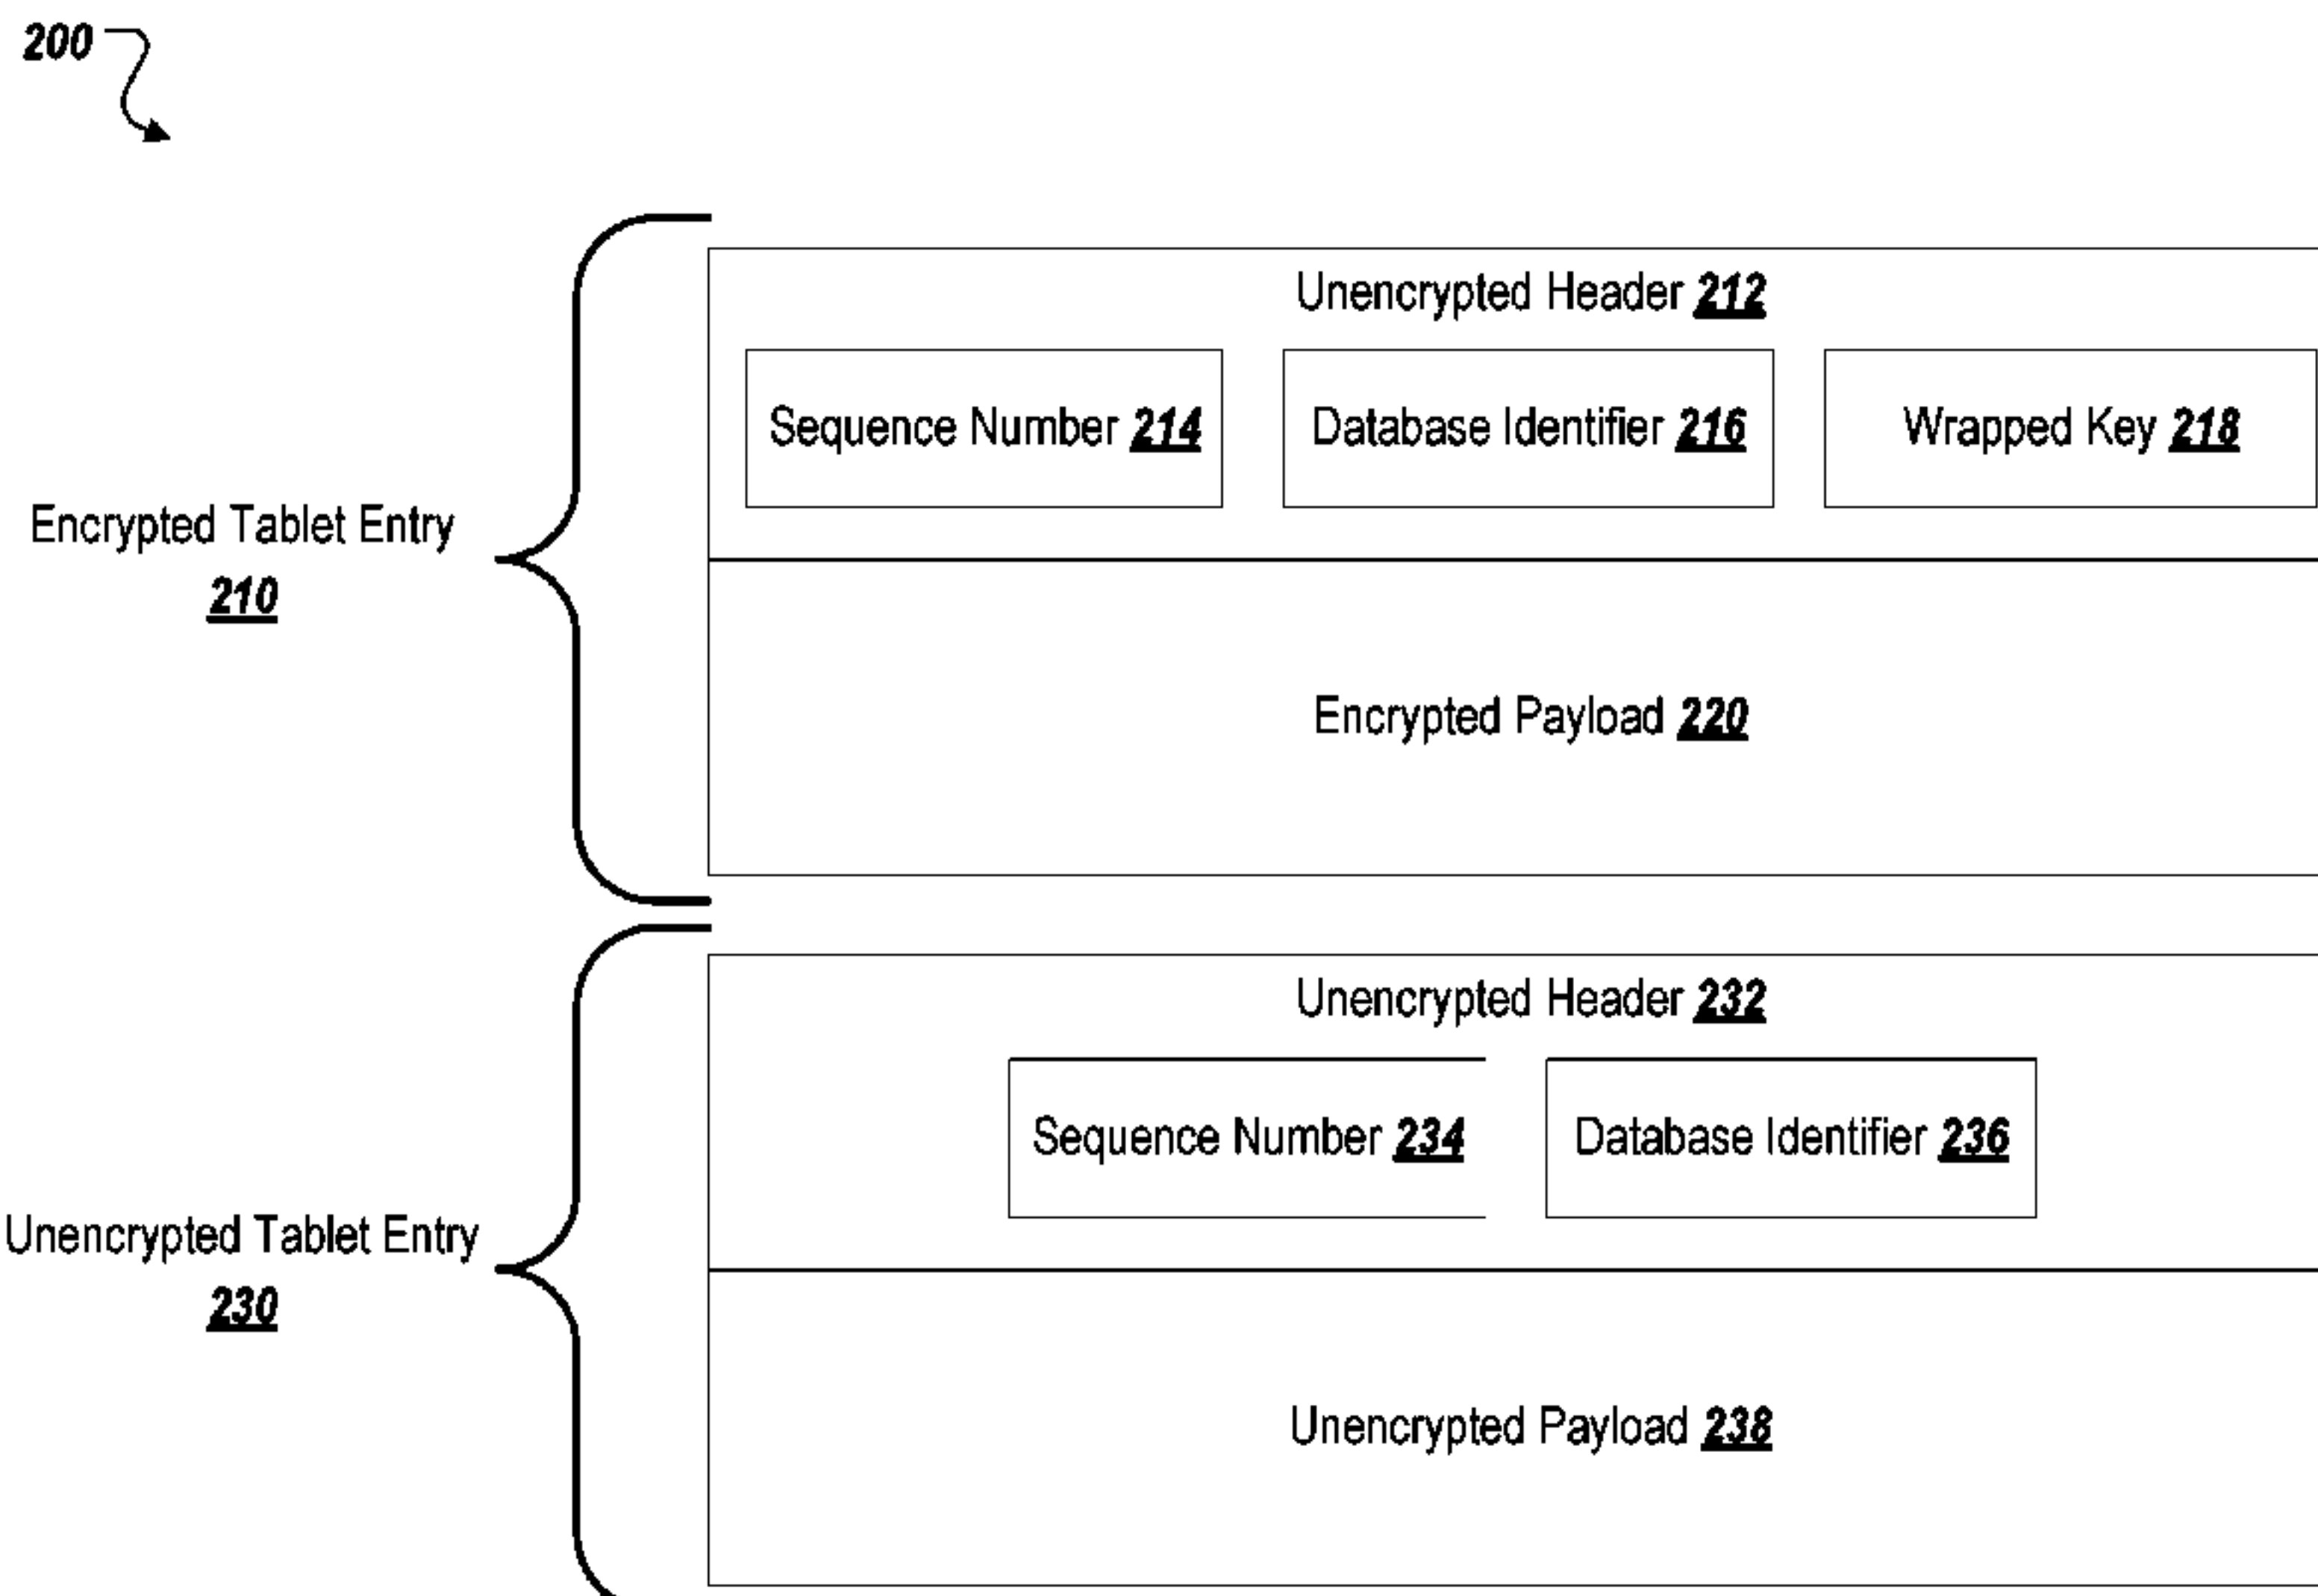 200
Unencrypted Header 212
Sequence Number 214
Database Identifier 216
Wrapped Key 218
Encrypted Tablet Entry
210
Encrypted Payload 220
Unencrypted Header 232
Sequence Number 234
Database Identifier 236
Unencrypted Tablet Entry
230
Unencrypted Payload 238